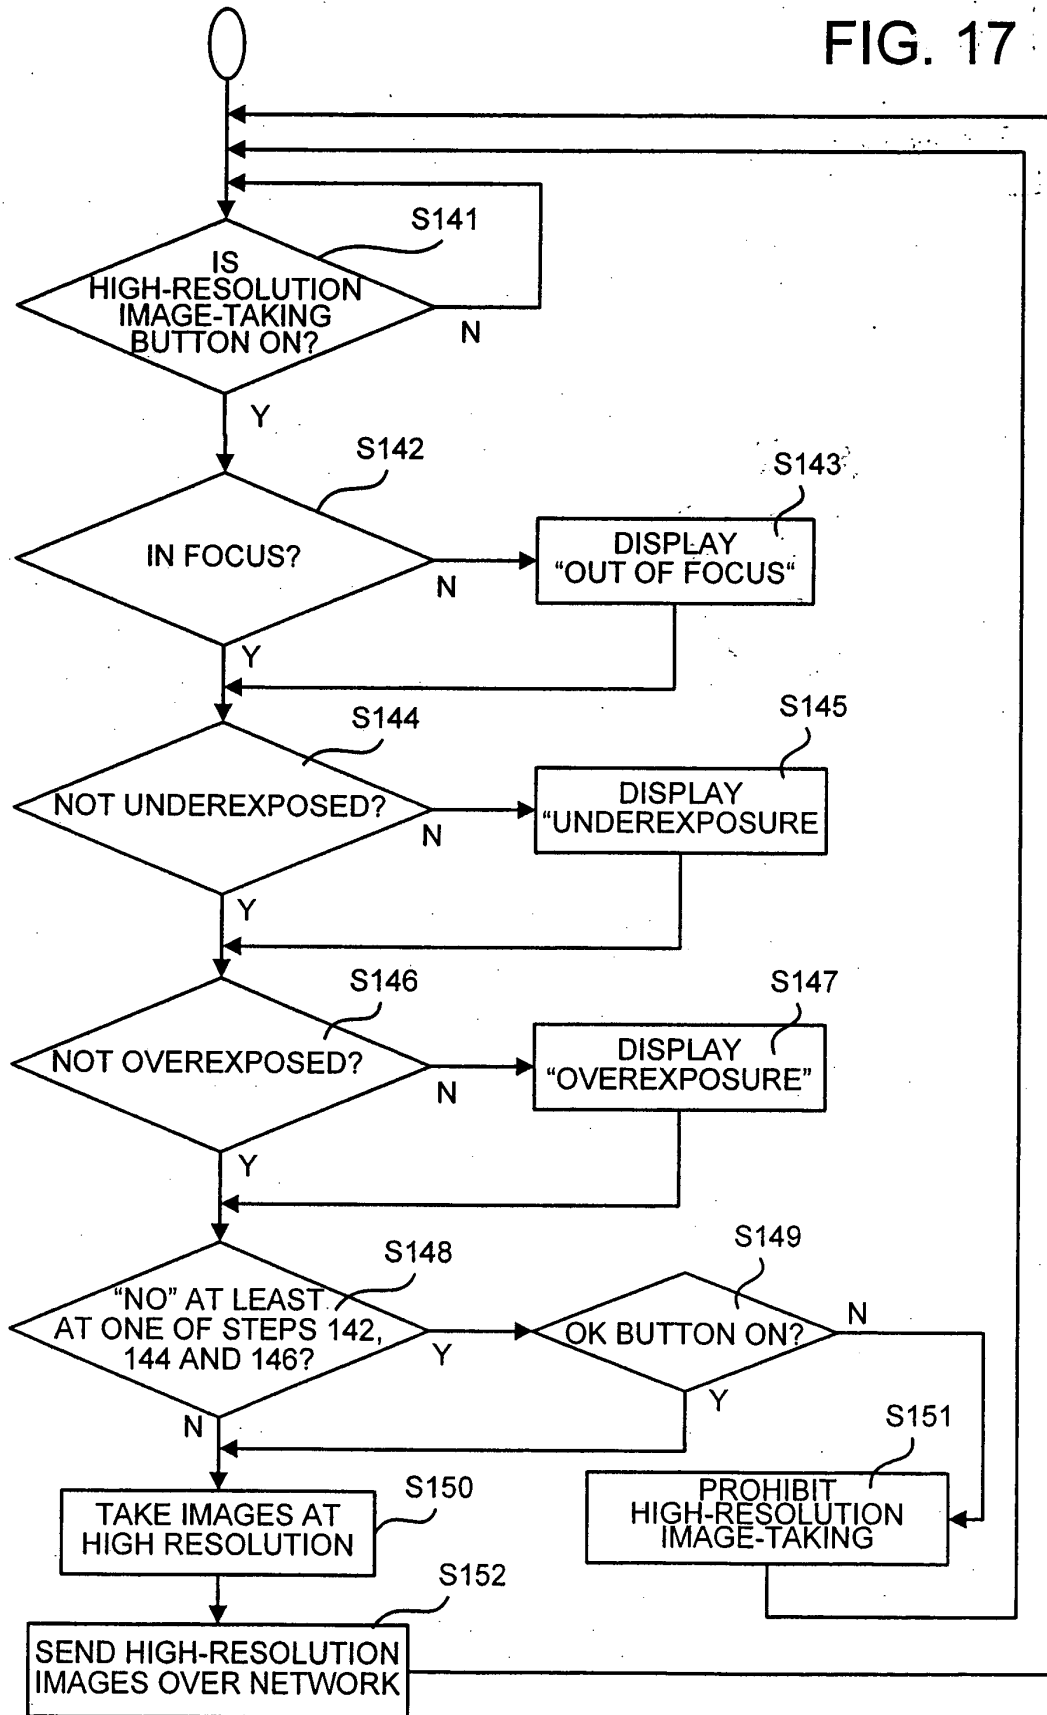 FIG. 17
S141
IS
HIGH-RESOLUTION
IMAGE-TAKING
BUTTON ON?
N
Y
S142
IN FOCUS?
N
Y
S143
DISPLAY
“OUT OF FOCUS“
S144
NOT UNDEREXPOSED?
N
Y
S145
DISPLAY
“UNDEREXPOSURE
S146
NOT OVEREXPOSED?
N
Y
S147
DISPLAY
“OVEREXPOSURE”
S148
“NO” AT LEAST
AT ONE OF STEPS 142,
144 AND 146?
Y
N
S149
OK BUTTON ON?
N
Y
S151
PROHIBIT
HIGH-RESOLUTION
IMAGE-TAKING
S150
TAKE IMAGES AT
HIGH RESOLUTION
S152
SEND HIGH-RESOLUTION
IMAGES OVER NETWORK